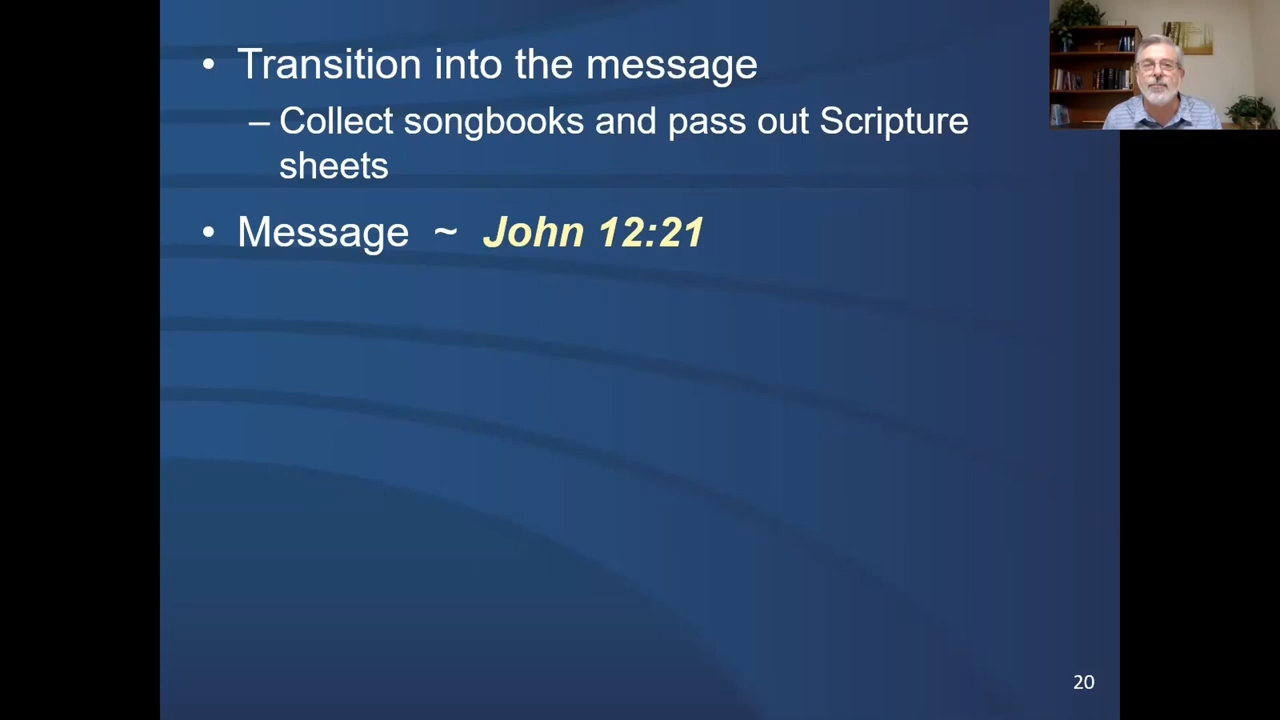 • Transition into the message
– Collect songbooks and pass out Scripture
sheets
• Message ~ John 12:21
20